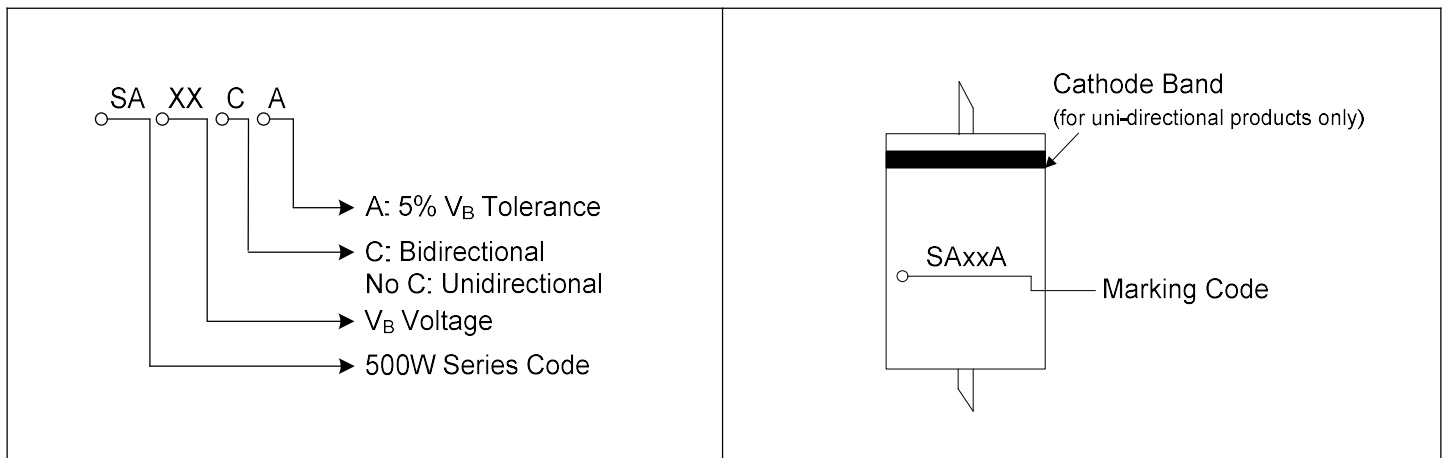 SA XX C A
A: 5% VB Tolerance
C: Bidirectional
No C: Unidirectional
VB Voltage
500W Series Code
Cathode Band
(for uni-directional products only)
SAxxA
Marking Code